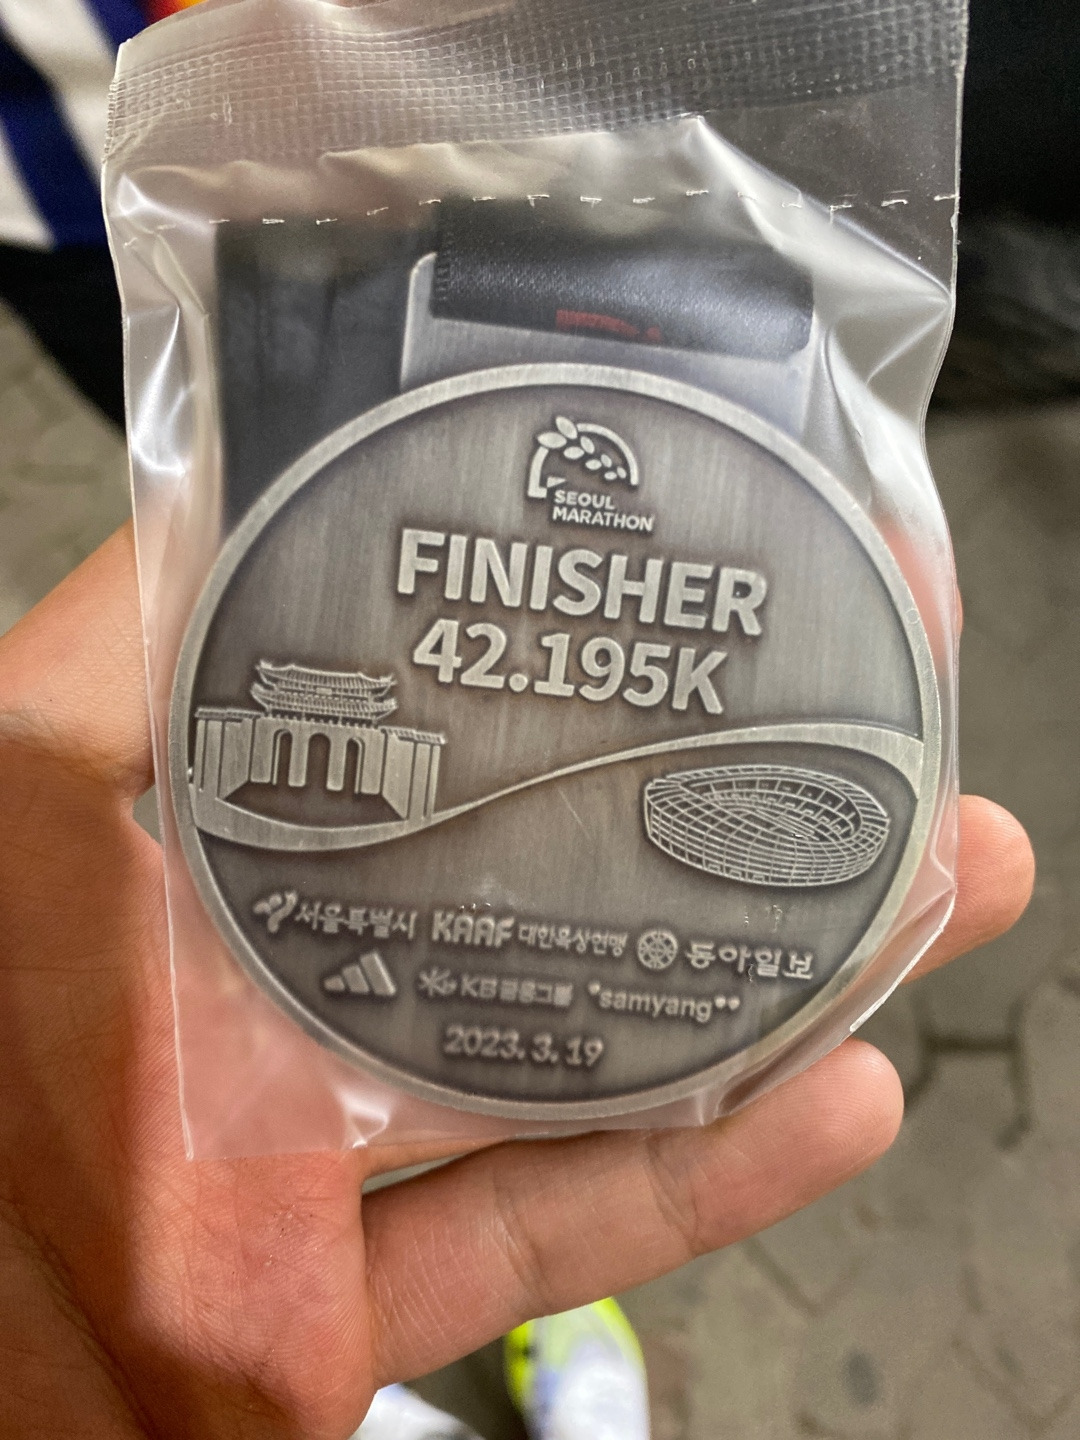 SEOUL
MARATHON
FINISHER
42.195K
서울특별시 KAAF 대한육상연맹 동아일보
KB금융그룹 samyang
2023.3.19